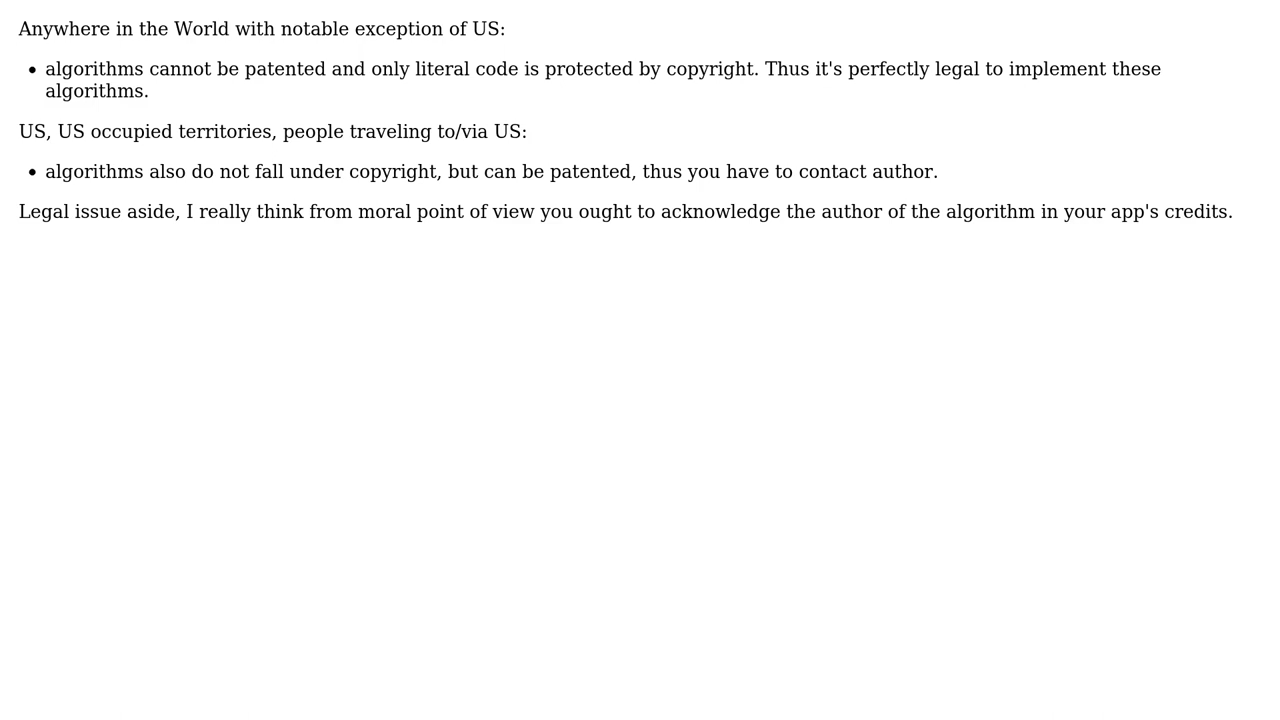 Anywhere in the World with notable exception of US:
• algorithms cannot be patented and only literal code is protected by copyright. Thus it's perfectly legal to implement these
algorithms.
US, US occupied territories, people traveling to/via US:
• algorithms also do not fall under copyright, but can be patented, thus you have to contact author.
Legal issue aside, I really think from moral point of view you ought to acknowledge the author of the algorithm in your app's credits.